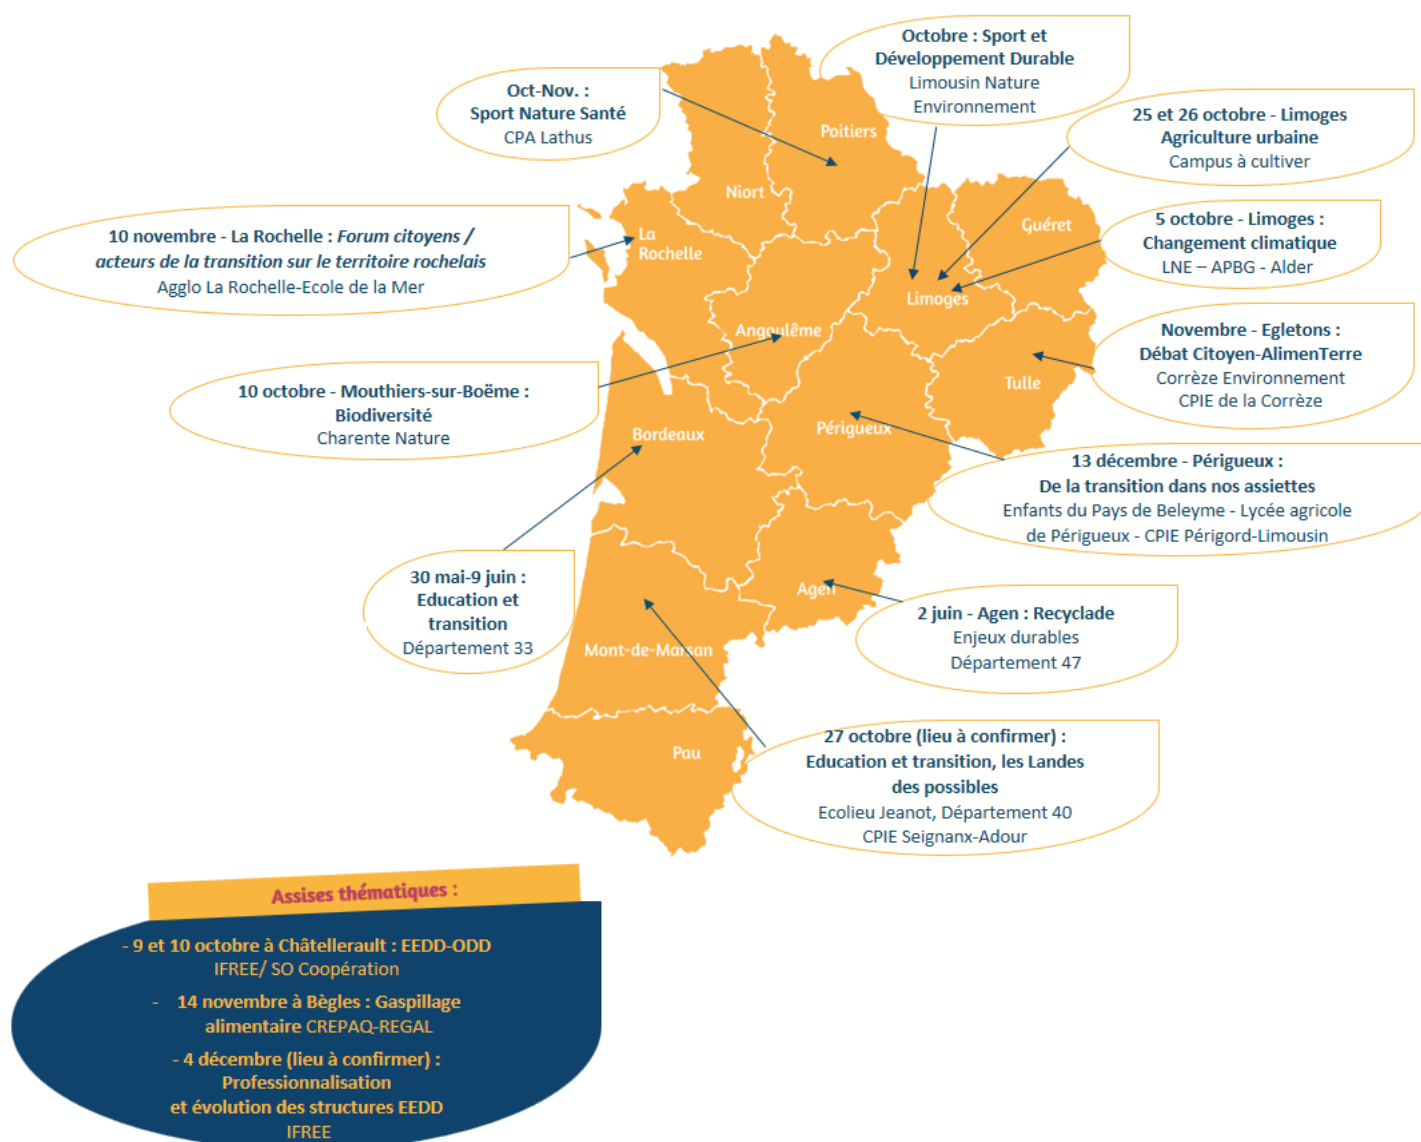 Octobre : Sport et
Développement Durable
Limousin Nature
Environnement
Oct-Nov. :
Sport Nature Santé
CPA Lathus
25 et 26 octobre - Limoges
Agriculture urbaine
Campus à cultiver
10 novembre - La Rochelle : Forum citoyens /
acteurs de la transition sur le territoire rochelais
Agglo La Rochelle-Ecole de la Mer
5 octobre - Limoges :
Changement climatique
LNE – APBG - Alder
10 octobre - Mouthiers-sur-Boëme :
Biodiversité
Charente Nature
Novembre - Egletons :
Débat Citoyen-AlimenTerre
Corrèze Environnement
CPIE de la Corrèze
13 décembre - Périgueux :
De la transition dans nos assiettes
Enfants du Pays de Beleyme - Lycée agricole
de Périgueux - CPIE Périgord-Limousin
30 mai-9 juin :
Education et
transition
Département 33
2 juin - Agen : Recyclade
Enjeux durables
Département 47
27 octobre (lieu à confirmer) :
Education et transition, les Landes
des possibles
Ecolieu Jeanot, Département 40
CPIE Seignanx-Adour
Poitiers
Niort
La
Rochelle
Guéret
Limoges
Angoulême
Tulle
Périgueux
Bordeaux
Agen
Mont-de-Marsan
Pau
Assises thématiques :
- 9 et 10 octobre à Châtellerault : EEDD-ODD
IFREE/ SO Coopération
- 14 novembre à Bègles : Gaspillage
alimentaire CREPAQ-REGAL
- 4 décembre (lieu à confirmer) :
Professionnalisation
et évolution des structures EEDD
IFREE